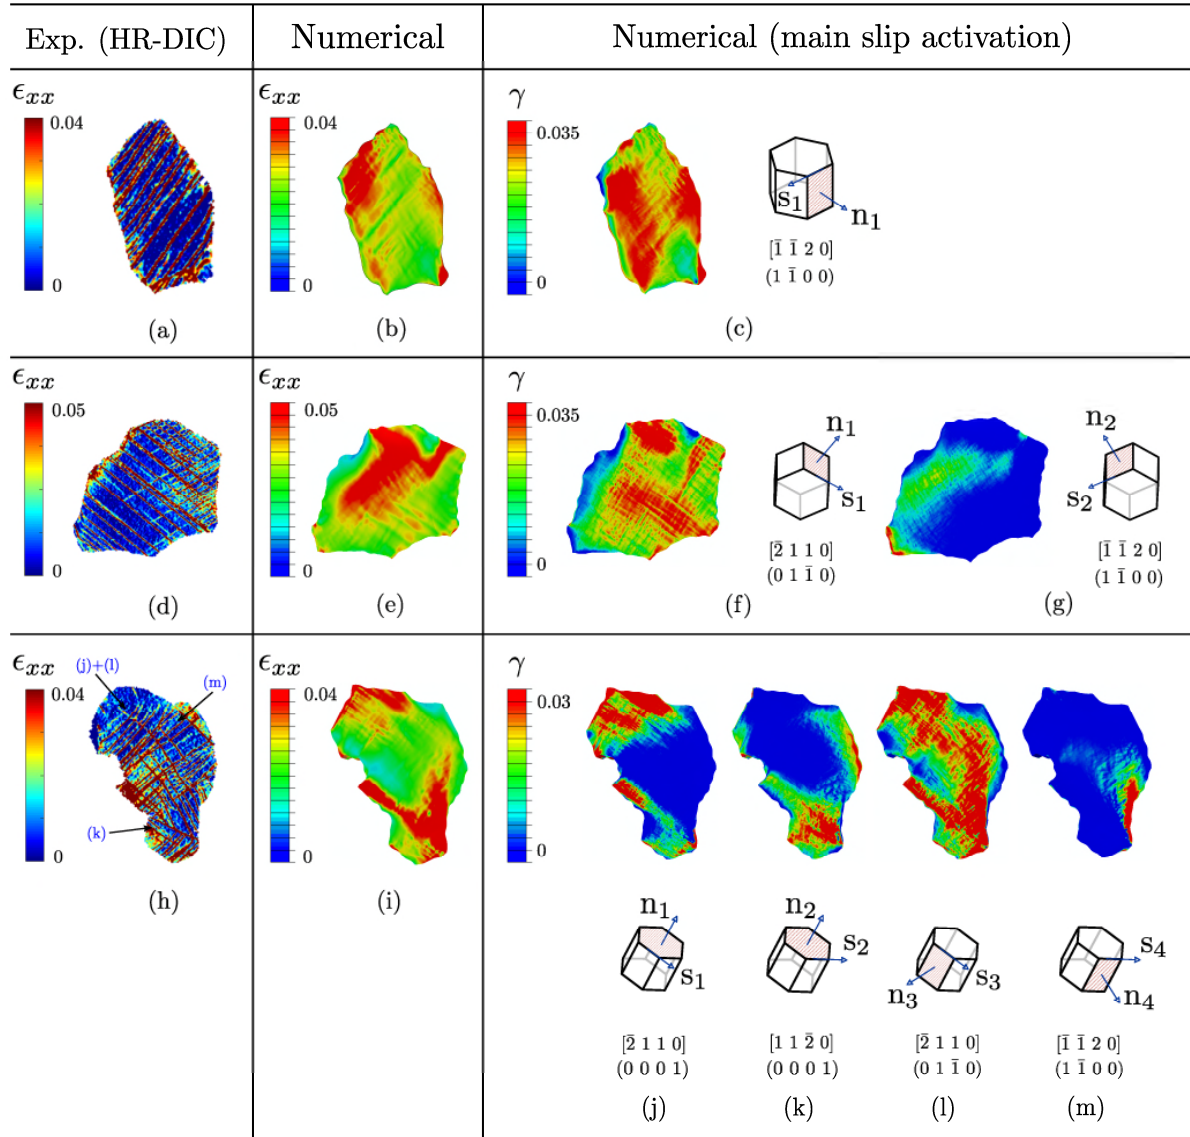 Exp. (HR-DIC) Numerical Numerical (main slip activation)
ϵxx ϵxx γ
0.04 0.04 0.035
s₁ n₁
[1̄ 1̄ 2 0]
(1 1̄ 0 0)
0 0 0
(a) (b) (c)
ϵxx ϵxx γ
0.05 0.05 0.035
n₁ n₂
s₁ s₂
[2̄ 1 1 0] [1̄ 1̄ 2 0]
(0 1 1̄ 0) (1 1̄ 0 0)
0 0 0
(d) (e) (f) (g)
ϵxx (j)+(l) ϵxx γ
(m)
0.04 0.04 0.03
(k)
0 0 0
(h) (i)
n₁ n₂
s₁ s₂ n₃ s₃ s₄ n₄
[2̄ 1 1 0] [1 1 2̄ 0] [2̄ 1 1 0] [1̄ 1̄ 2 0]
(0 0 0 1) (0 0 0 1) (0 1 1̄ 0) (1 1̄ 0 0)
(j) (k) (l) (m)